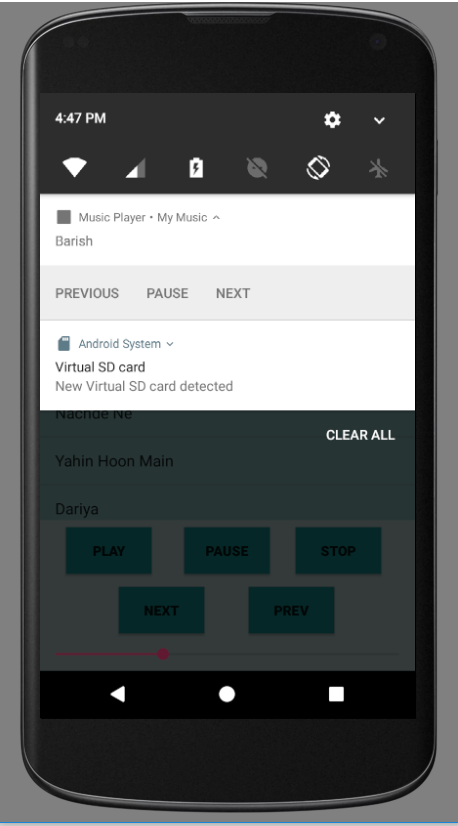 4:47 PM
Music Player • My Music
Barish
PREVIOUS PAUSE NEXT
Android System
Virtual SD card
New Virtual SD card detected
Nachde Ne
CLEAR ALL
Yahin Hoon Main
Dariya
PLAY PAUSE STOP
NEXT PREV